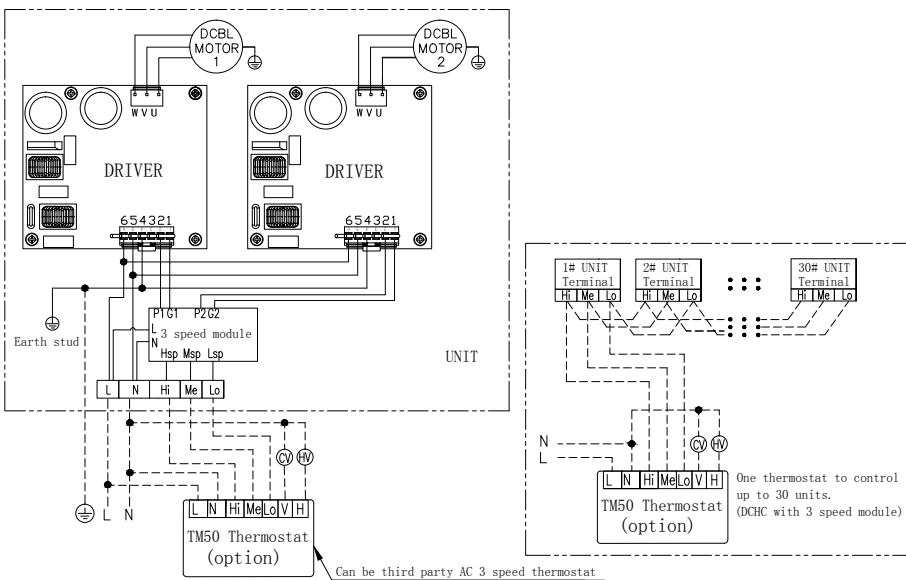 DCBL
MOTOR
1
DCBL
MOTOR
2
W V U
W V U
DRIVER
DRIVER
654321
654321
P1G1 P2G2
L
N
3 speed module
Hsp Msp Lsp
Earth stud
UNIT
L N Hi Me Lo
CV HV
L N
L N Hi Me Lo V H
TM50 Thermostat
(option)
Can be third party AC 3 speed thermostat
1# UNIT
Terminal
Hi Me Lo
2# UNIT
Terminal
Hi Me Lo
30# UNIT
Terminal
Hi Me Lo
N
L
CV HV
L N Hi Me Lo V H
TM50 Thermostat
(option)
One thermostat to control
up to 30 units.
(DCHC with 3 speed module)